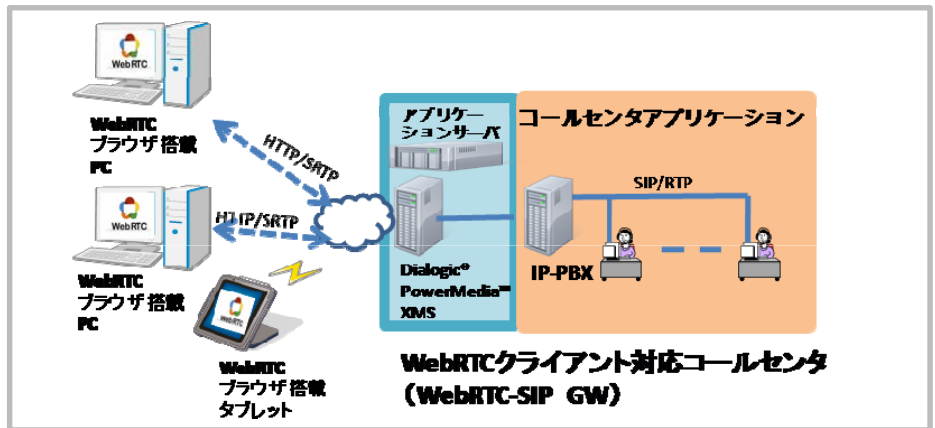 WebRTC
WebRTC
ブラウザ搭載
PC
HTTP/SRTP
WebRTC
HTTP/SRTP
WebRTC
ブラウザ搭載
PC
WebRTC
WebRTC
ブラウザ搭載
タブレット
アプリケー
ションサーバ
Dialogic®
PowerMedia™
XMS
コールセンタアプリケーション
SIP/RTP
IP-PBX
WebRTCクライアント対応コールセンタ
（WebRTC-SIP GW）